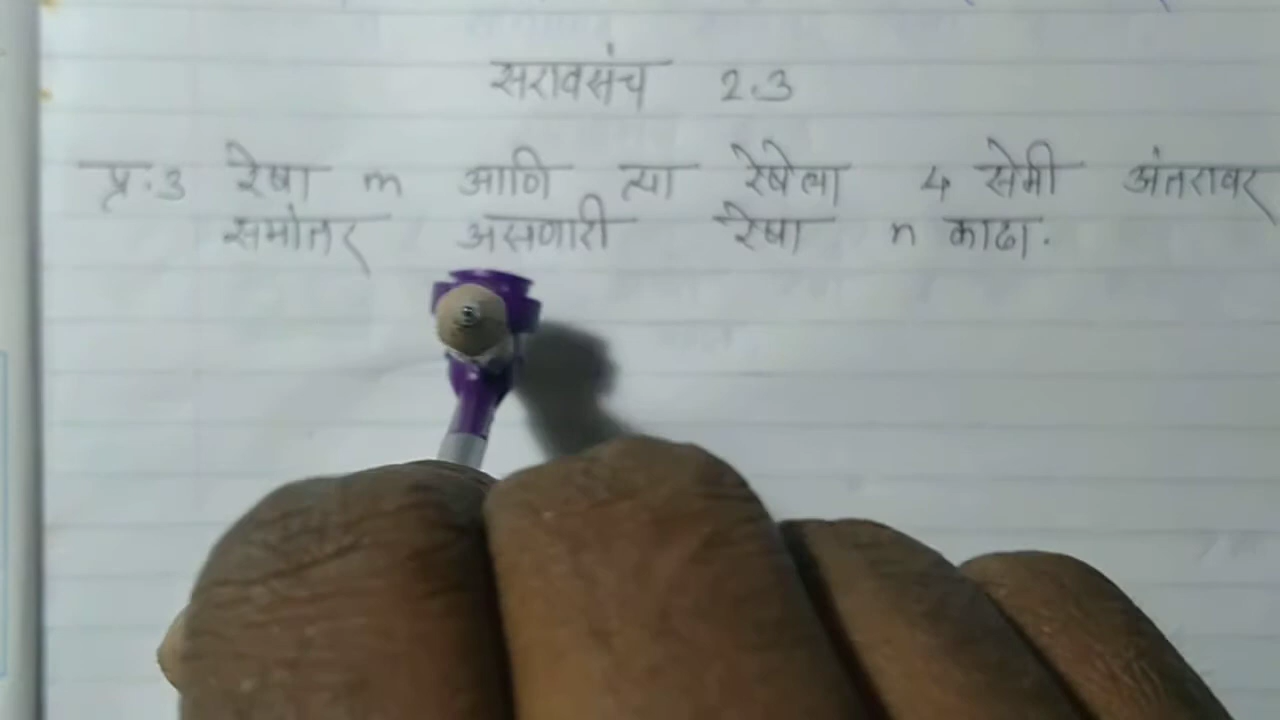 सरावसंच 2.3
प्र.3 रेषा m आणि त्या रेषेला 4 सेमी अंतरावर
समांतर असणारी रेषा n काढा.